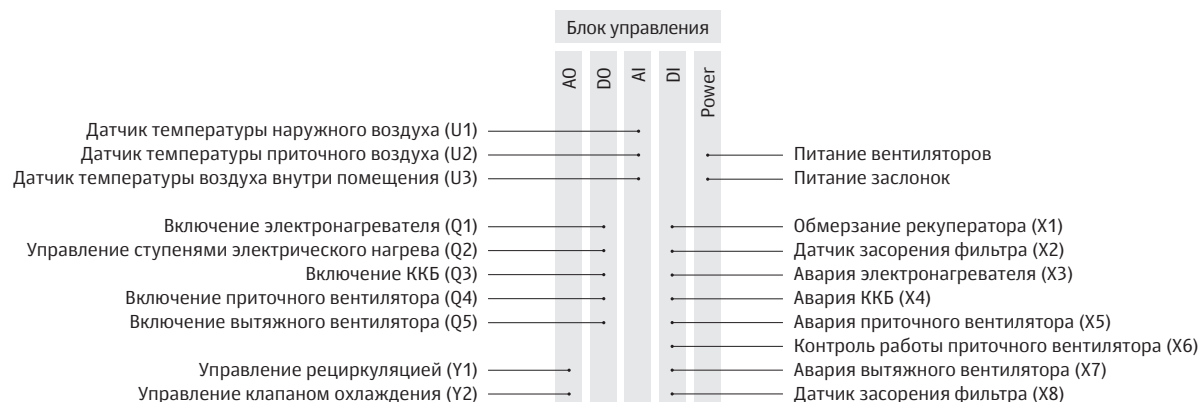 Блок управления
AO DO AI DI Power
Датчик температуры наружного воздуха (U1)
Датчик температуры приточного воздуха (U2)
Питание вентиляторов
Датчик температуры воздуха внутри помещения (U3)
Питание заслонок
Включение электронагревателя (Q1)
Обмерзание рекуператора (X1)
Управление ступенями электрического нагрева (Q2)
Датчик засорения фильтра (X2)
Включение ККБ (Q3)
Авария электронагревателя (X3)
Включение приточного вентилятора (Q4)
Авария ККБ (X4)
Включение вытяжного вентилятора (Q5)
Авария приточного вентилятора (X5)
Контроль работы приточного вентилятора (X6)
Управление рециркуляцией (Y1)
Авария вытяжного вентилятора (X7)
Управление клапаном охлаждения (Y2)
Датчик засорения фильтра (X8)